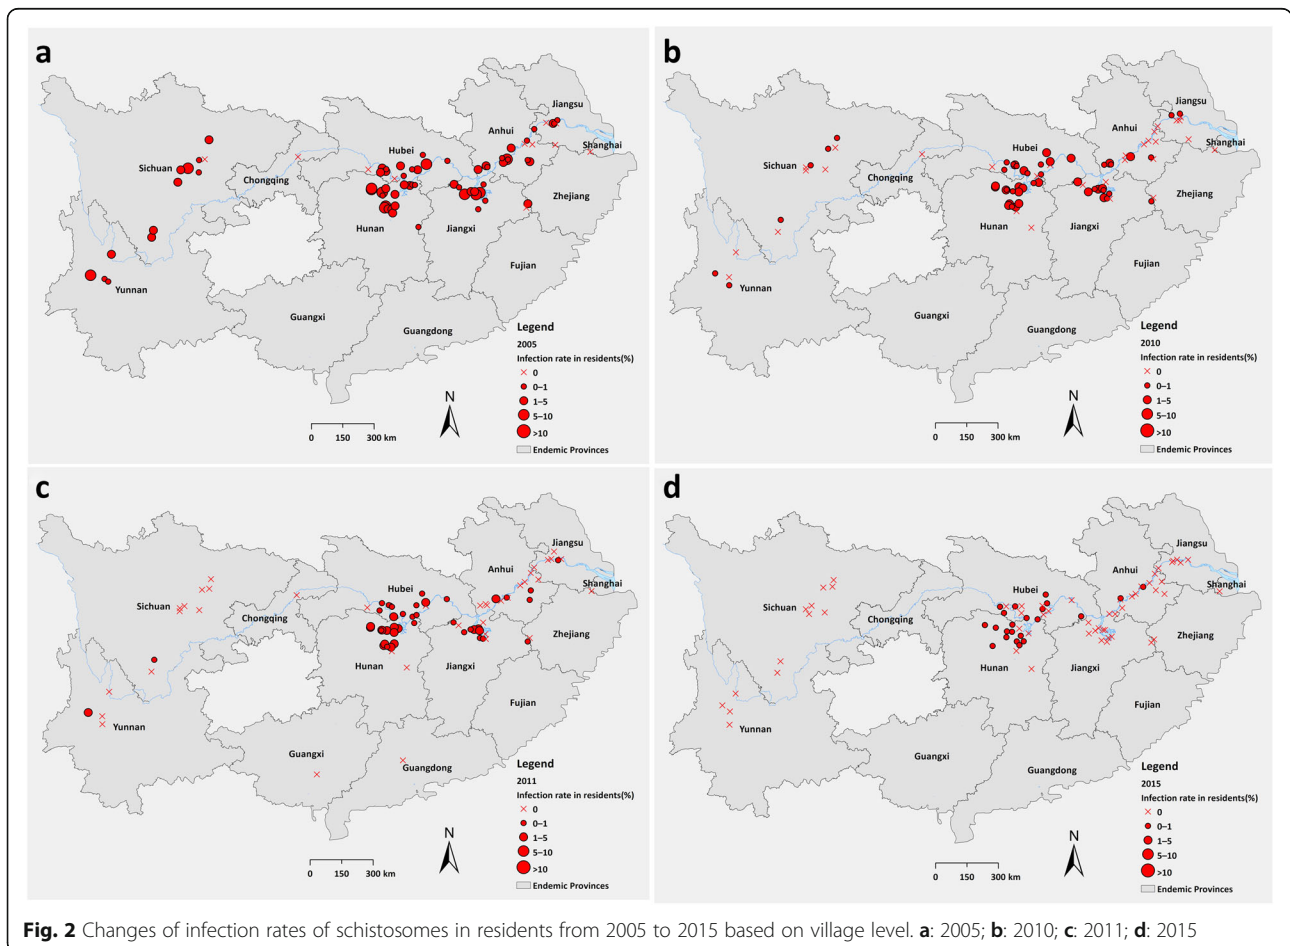 a
Jiangsu
Anhui
Shanghai
Hubei
Sichuan
Chongqing
Zhejiang
Hunan
Jiangxi
Fujian
Yunnan
Guangxi
Guangdong
Legend
2005
Infection rate in residents(%)
0
0–1
1–5
5–10
>10
Endemic Provinces
N
0 150 300 km
b
Jiangsu
Anhui
Shanghai
Hubei
Sichuan
Chongqing
Zhejiang
Hunan
Jiangxi
Fujian
Yunnan
Guangxi
Guangdong
Legend
2010
Infection rate in residents(%)
0
0–1
1–5
5–10
>10
Endemic Provinces
N
0 150 300 km
c
Jiangsu
Anhui
Shanghai
Hubei
Sichuan
Chongqing
Zhejiang
Hunan
Jiangxi
Fujian
Yunnan
Guangxi
Guangdong
Legend
2011
Infection rate in residents(%)
0
0–1
1–5
5–10
>10
Endemic Provinces
N
0 150 300 km
d
Jiangsu
Anhui
Shanghai
Hubei
Sichuan
Chongqing
Zhejiang
Hunan
Jiangxi
Fujian
Yunnan
Guangxi
Guangdong
Legend
2015
Infection rate in residents(%)
0
0–1
1–5
5–10
>10
Endemic Provinces
N
0 150 300 km
Fig. 2 Changes of infection rates of schistosomes in residents from 2005 to 2015 based on village level. a: 2005; b: 2010; c: 2011; d: 2015